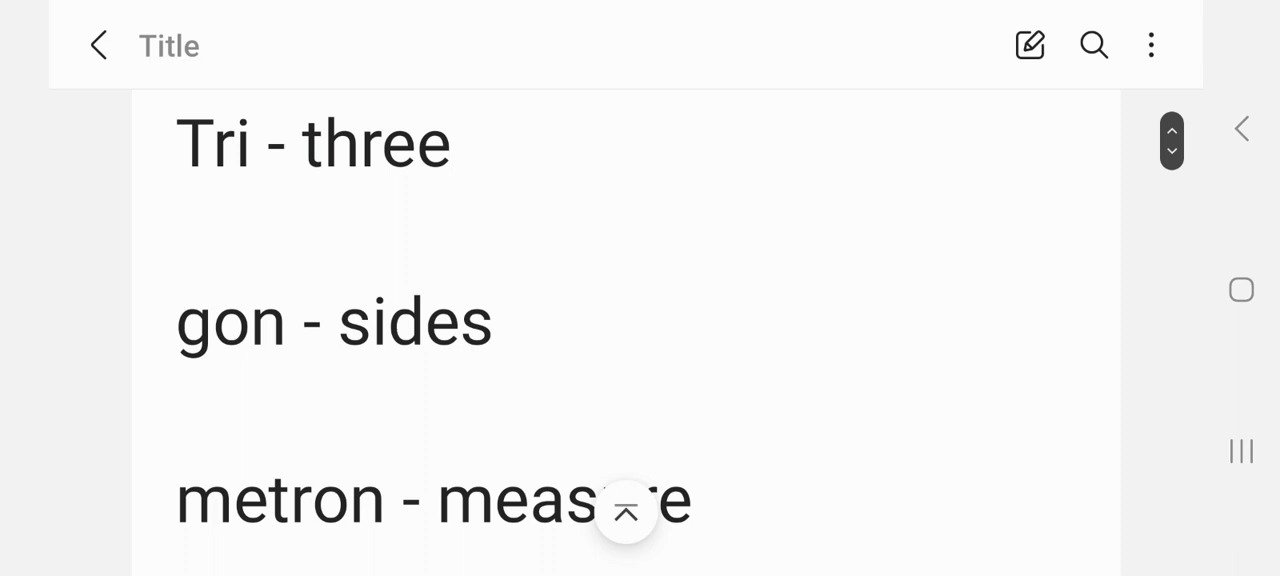 Title
Tri - three
gon - sides
metron - measure